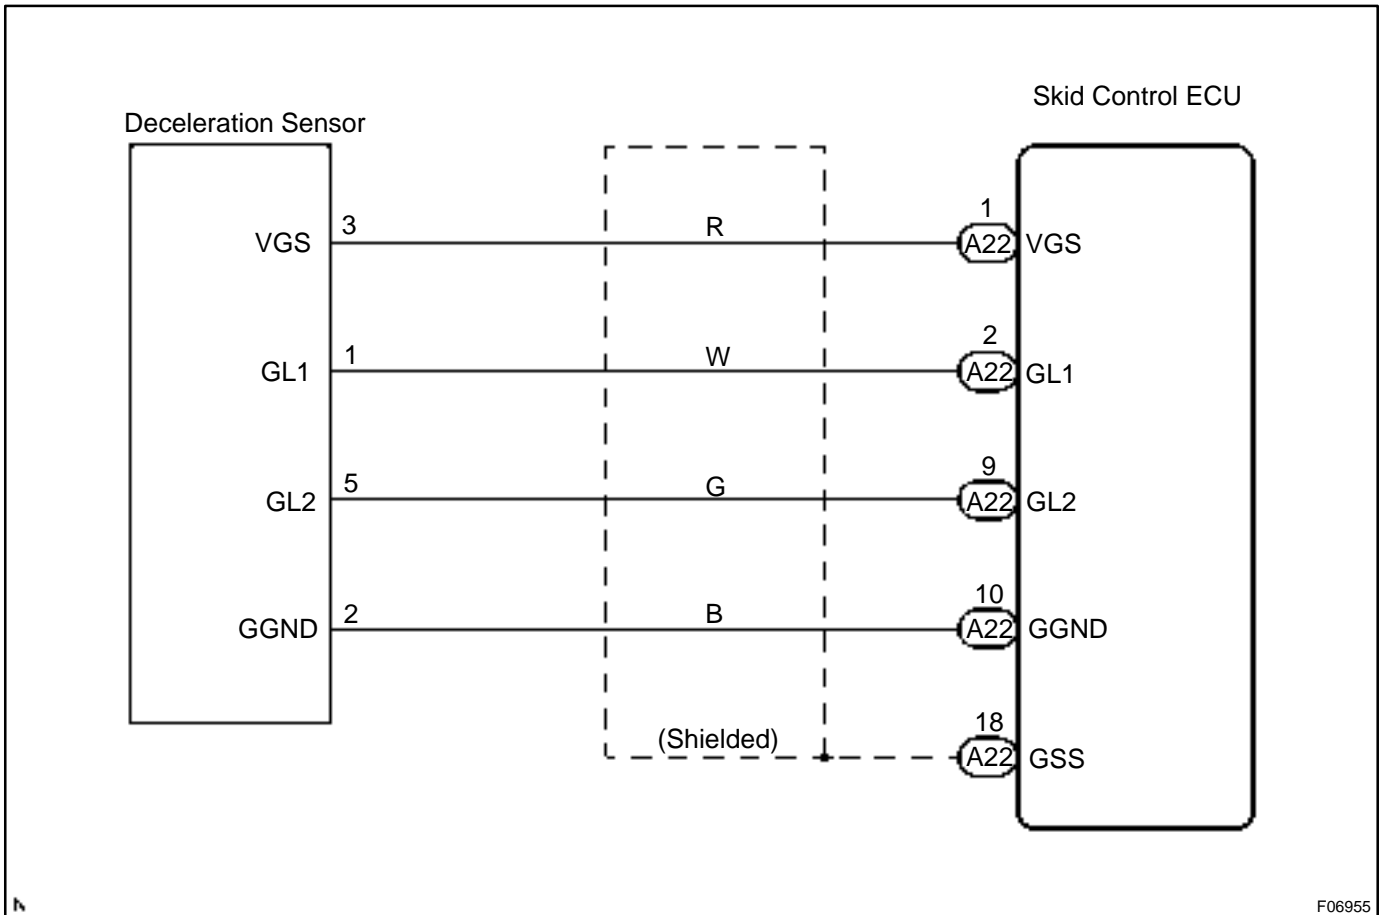 Skid Control ECU
Deceleration Sensor
VGS 3 R 1 A22 VGS
GL1 1 W 2 A22 GL1
GL2 5 G 9 A22 GL2
GGND 2 B 10 A22 GGND
(Shielded) 18 A22 GSS
F06955